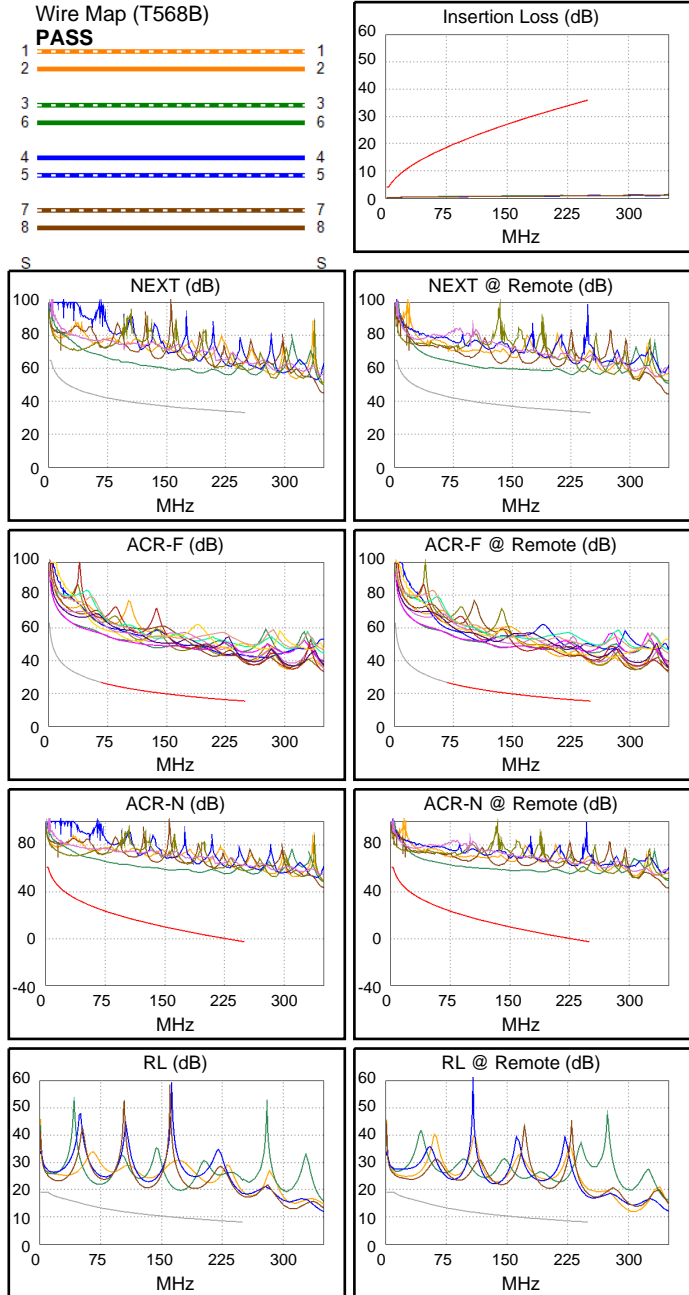 Wire Map (T568B)
PASS
1 1
2 2
3 3
6 6
4 4
5 5
7 7
8 8
S S
Insertion Loss (dB)
60
50
40
30
20
10
0
0 75 150 225 300
MHz
NEXT (dB)
100
80
60
40
20
0
0 75 150 225 300
MHz
NEXT @ Remote (dB)
100
80
60
40
20
0
0 75 150 225 300
MHz
ACR-F (dB)
100
80
60
40
20
0
0 75 150 225 300
MHz
ACR-F @ Remote (dB)
100
80
60
40
20
0
0 75 150 225 300
MHz
ACR-N (dB)
80
40
0
-40
0 75 150 225 300
MHz
ACR-N @ Remote (dB)
80
40
0
-40
0 75 150 225 300
MHz
RL (dB)
60
50
40
30
20
10
0
0 75 150 225 300
MHz
RL @ Remote (dB)
60
50
40
30
20
10
0
0 75 150 225 300
MHz